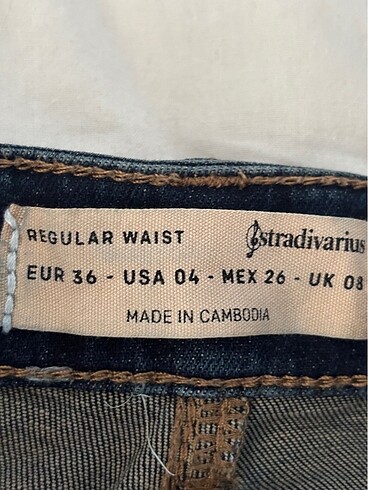 REGULAR WAIST
stradivarius
EUR 36 - USA 04 - MEX 26 - UK 08
MADE IN CAMBODIA